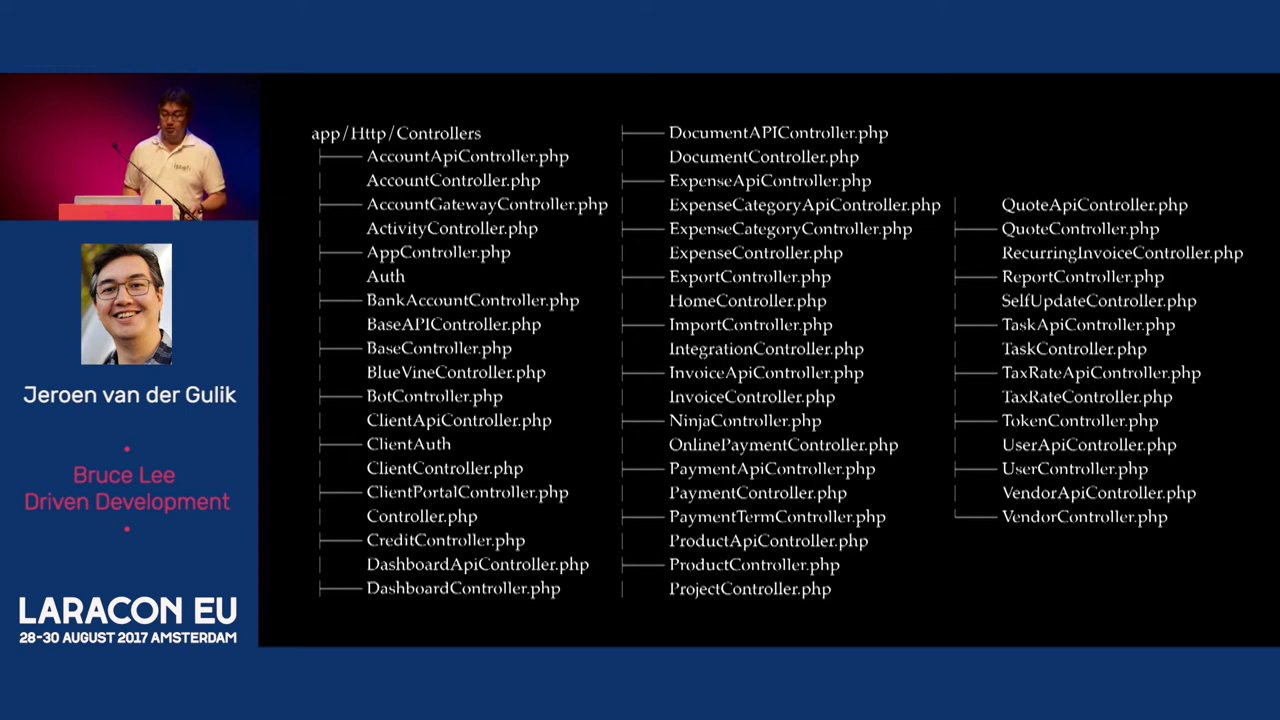 app/Http/Controllers
AccountApiController.php
AccountController.php
AccountGatewayController.php
ActivityController.php
AppController.php
Auth
BankAccountController.php
BaseAPIController.php
BaseController.php
BlueVineController.php
BotController.php
ClientApiController.php
ClientAuth
ClientController.php
ClientPortalController.php
Controller.php
CreditController.php
DashboardApiController.php
DashboardController.php
DocumentAPIController.php
DocumentController.php
ExpenseApiController.php
ExpenseCategoryApiController.php
ExpenseCategoryController.php
ExpenseController.php
ExportController.php
HomeController.php
ImportController.php
IntegrationController.php
InvoiceApiController.php
InvoiceController.php
NinjaController.php
OnlinePaymentController.php
PaymentApiController.php
PaymentController.php
PaymentTermController.php
ProductApiController.php
ProductController.php
ProjectController.php
QuoteApiController.php
QuoteController.php
RecurringInvoiceController.php
ReportController.php
SelfUpdateController.php
TaskApiController.php
TaskController.php
TaxRateApiController.php
TaxRateController.php
TokenController.php
UserApiController.php
UserController.php
VendorApiController.php
VendorController.php
Jeroen van der Gulik
Bruce Lee
Driven Development
LARACON EU
28-30 AUGUST 2017 AMSTERDAM